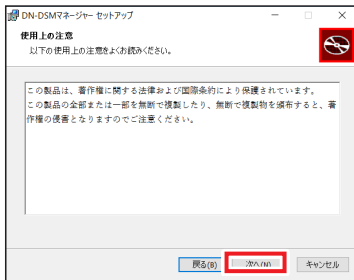 DN-DSMマネージャー セットアップ
使用上の注意
以下の使用上の注意をよくお読みください。
この製品は、著作権に関する法律および国際条約により保護されています。
この製品の全部または一部を無断で複製したり、無断で複製物を頒布すると、著
作権の侵害となりますのでご注意ください。
戻る(B) 次へ(N) キャンセル